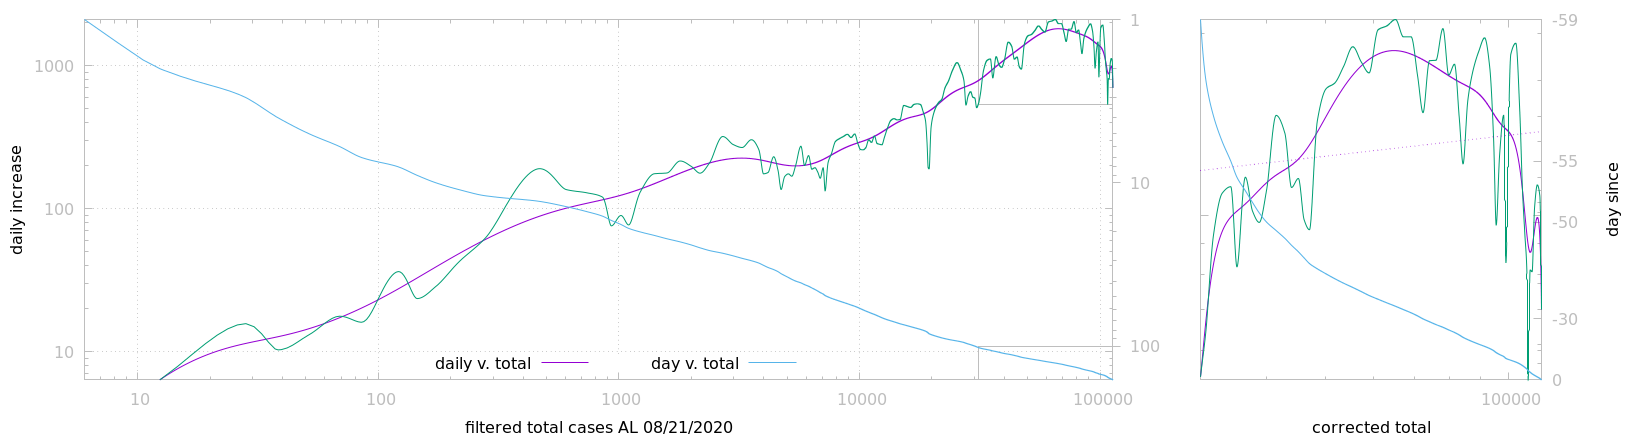 1000
100
10
daily increase
daily v. total
day v. total
10
100
1000
10000
100000
filtered total cases AL 08/21/2020
1
10
100
-59
-55
-50
-30
0
day since
100000
corrected total